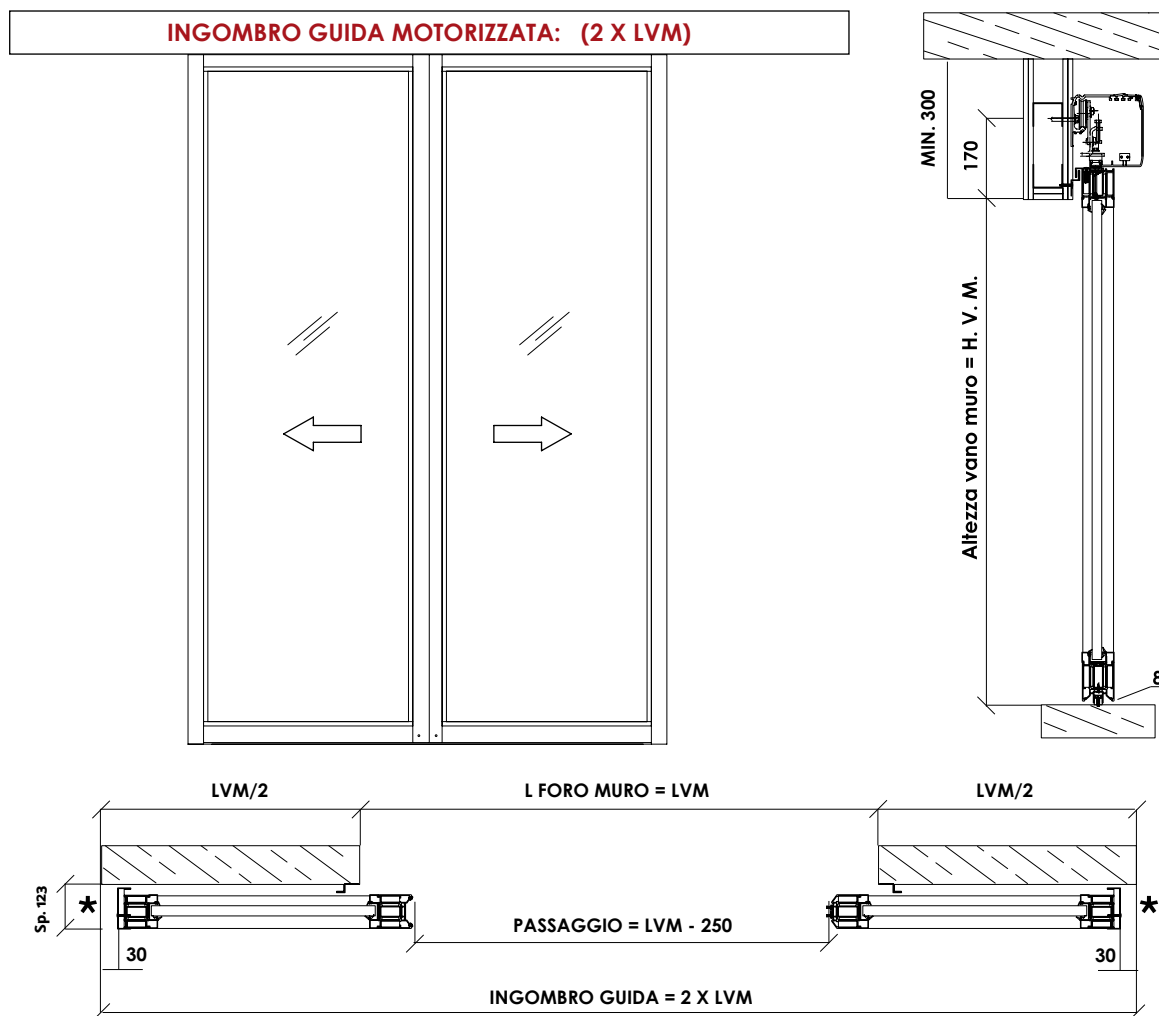 INGOMBRO GUIDA MOTORIZZATA: (2 X LVM)
MIN. 300
170
Altezza vano muro = H. V. M.
8
LVM/2
L FORO MURO = LVM
LVM/2
Sp. 123
*
PASSAGGIO = LVM - 250
*
30
30
INGOMBRO GUIDA = 2 X LVM